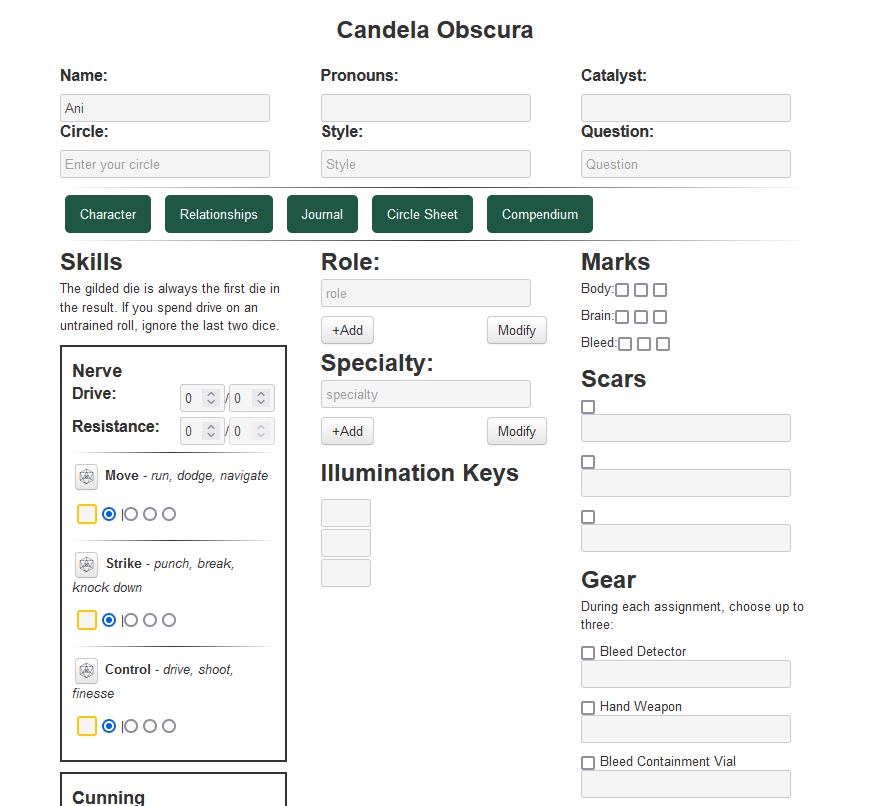 Candela Obscura
Name: Pronouns: Catalyst:
Ani
Circle: Style: Question:
Enter your circle Style Question
Character Relationships Journal Circle Sheet Compendium
Skills
The gilded die is always the first die in
the result. If you spend drive on an
untrained roll, ignore the last two dice.
Nerve
Drive: 0 / 0
Resistance: 0 / 0
Move - run, dodge, navigate
Strike - punch, break,
knock down
Control - drive, shoot,
finesse
Cunning
Role:
role
+Add Modify
Specialty:
specialty
+Add Modify
Illumination Keys
Marks
Body:
Brain:
Bleed:
Scars
Gear
During each assignment, choose up to
three:
Bleed Detector
Hand Weapon
Bleed Containment Vial